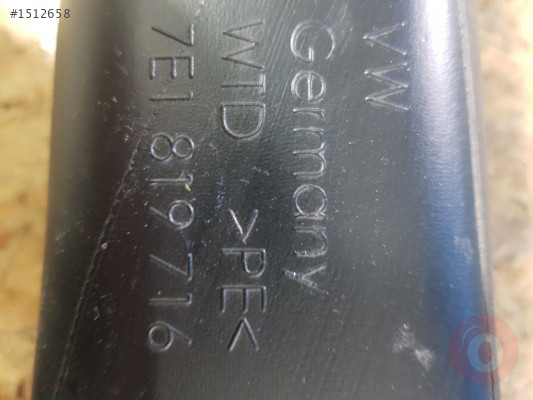 #1512658
VW
Germany
WTD >PE<
7E1 819 716